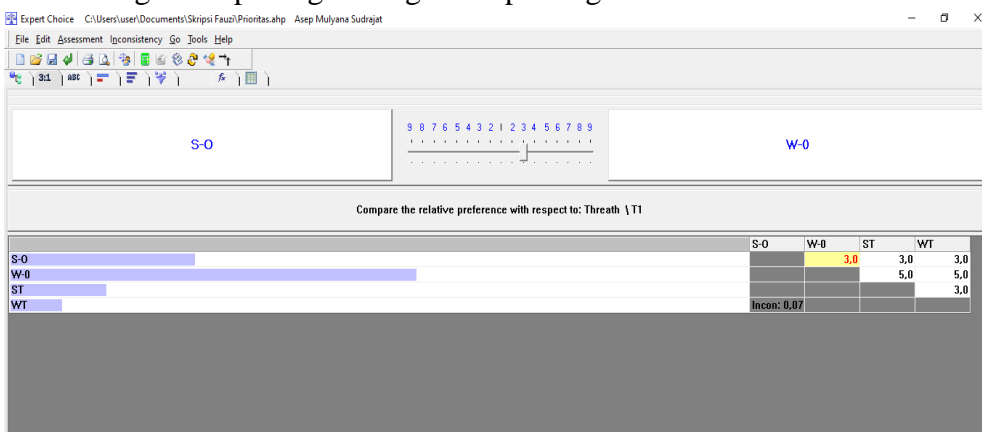 Expert Choice C:\Users\user\Documents\Skripsi Fauzi\Prioritas.ahp Asep Mulyana Sudrajat
File Edit Assessment Inconsistency Go Tools Help
3:1 ABC fx
9 8 7 6 5 4 3 2 1 2 3 4 5 6 7 8 9
S-O W-0
Compare the relative preference with respect to: Threath \ T1
S-O W-0 ST WT
S-O 3,0 3,0 3,0
W-0 5,0 5,0
ST 3,0
WT Incon: 0,07